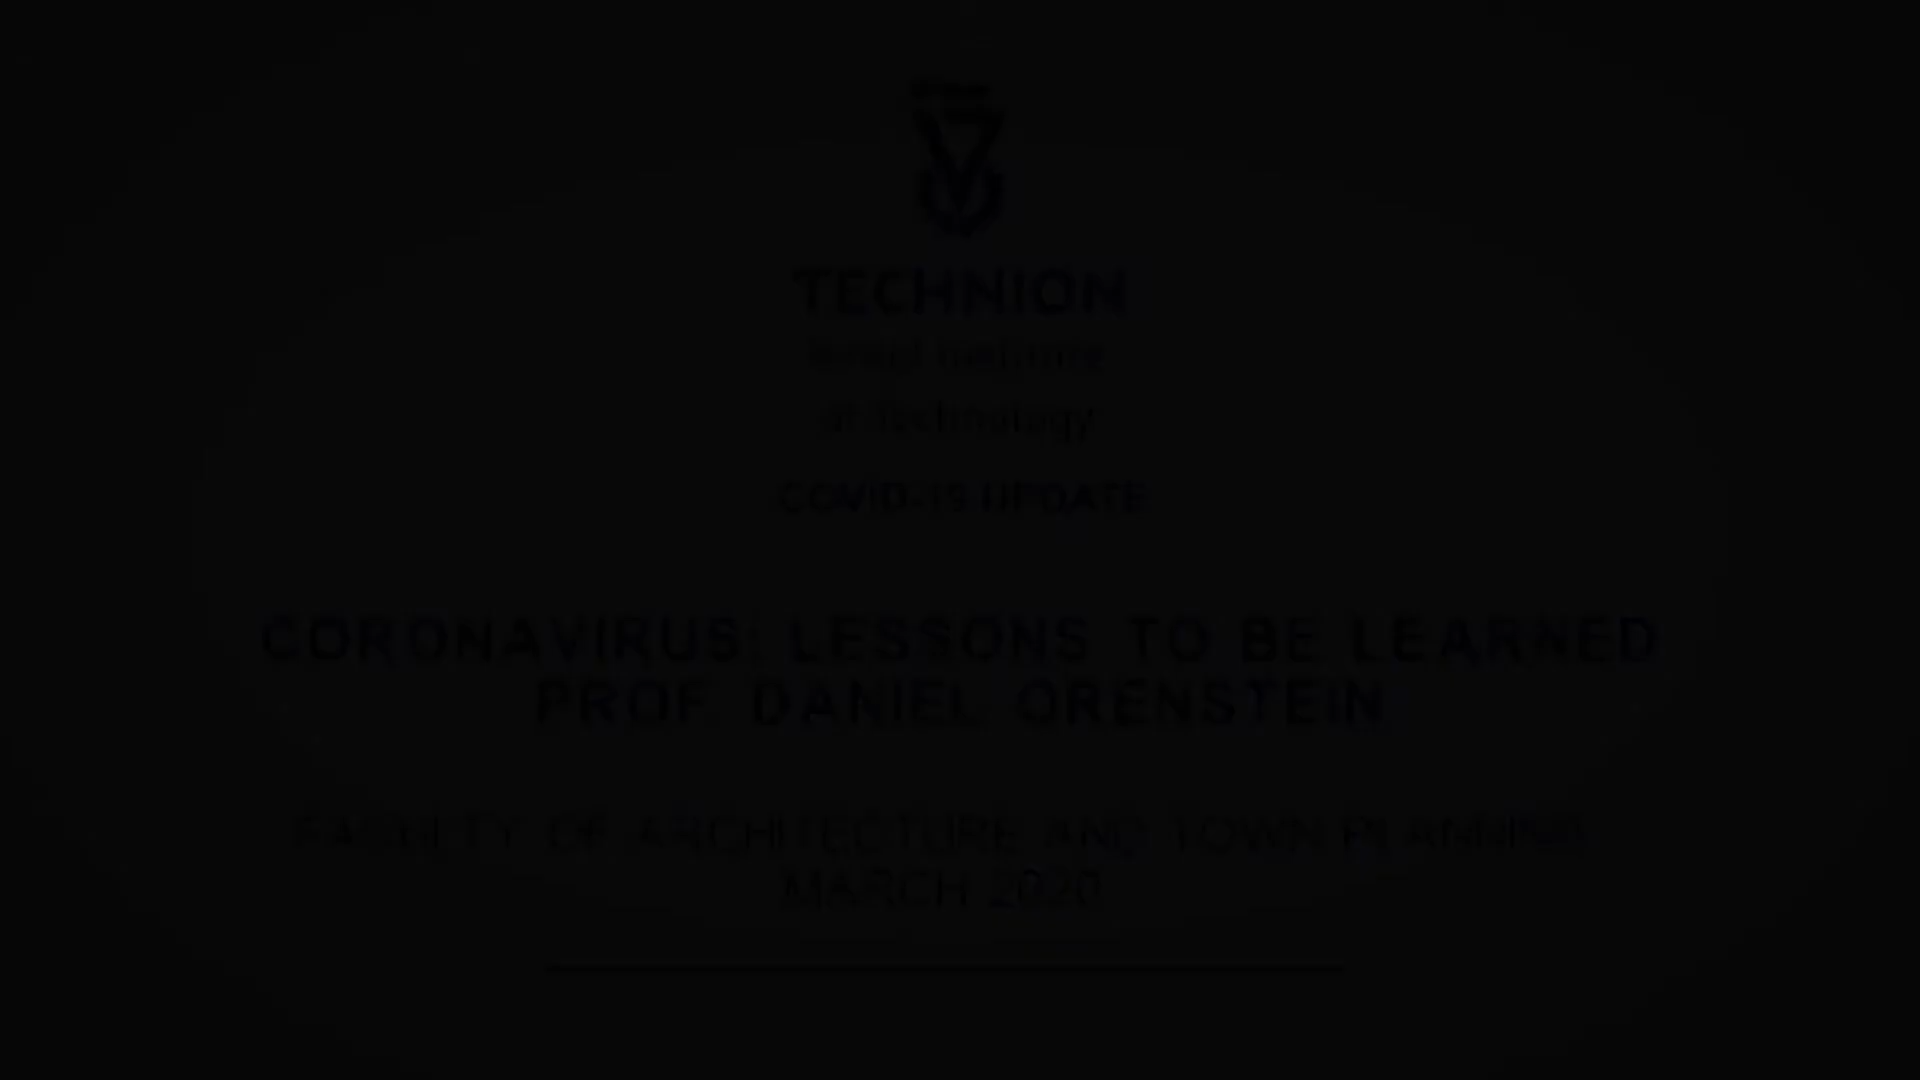 TECHNION
Israel Institute
of Technology
COVID-19 UPDATE
CORONAVIRUS: LESSONS TO BE LEARNED
PROF. DANIEL ORENSTEIN
FACULTY OF ARCHITECTURE AND TOWN PLANNING
MARCH 2020